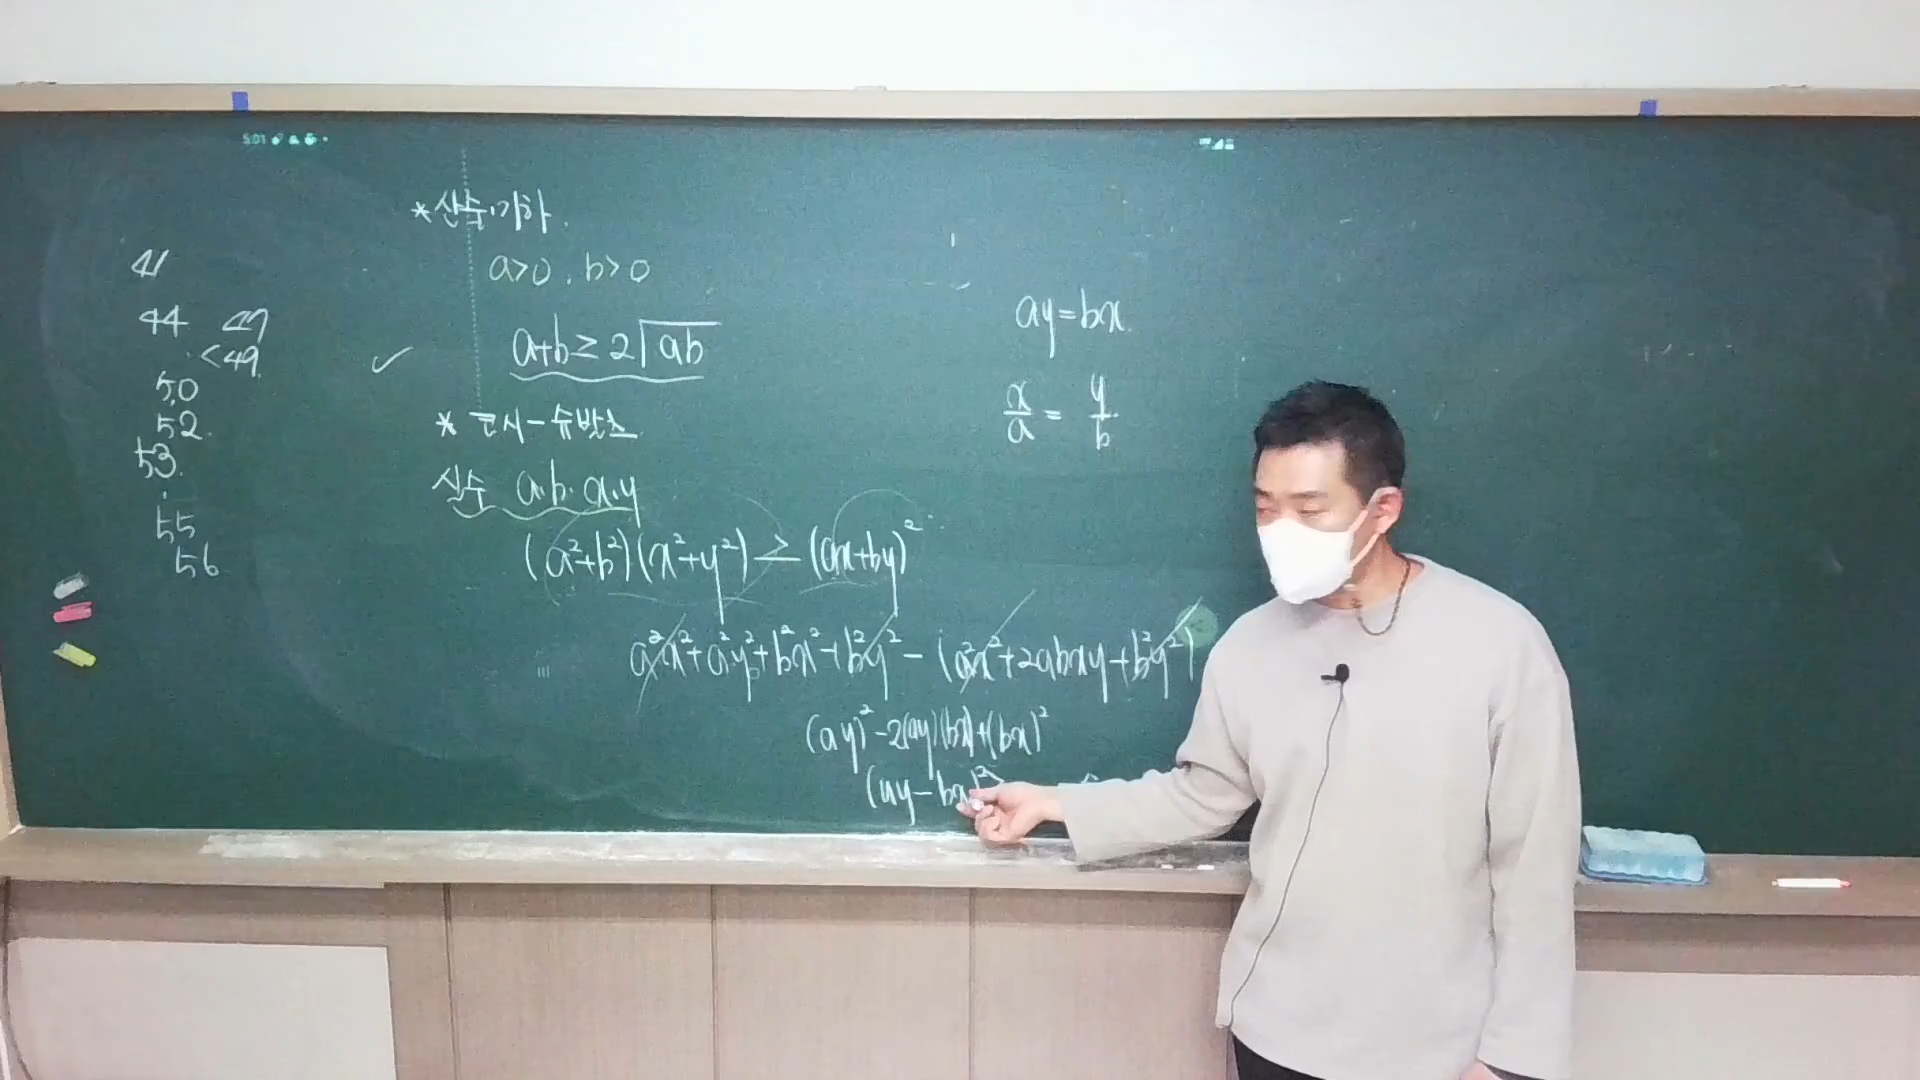 5:01
41
44 47
<49
50
52
53
55
56
*산술·기하.
a>0, b>0
a+b≥2√ab
* 코시-슈바르츠
실수 a.b.x.y
(a²+b²)(x²+y²) ≥ (ax+by)²
a²x²+a²y²+b²x²+b²y² - (a²x²+2abxy+b²y²)
(ay)²-2(ay)(bx)+(bx)²
(ay-bx)²≥
ay=bx
x/a = y/b